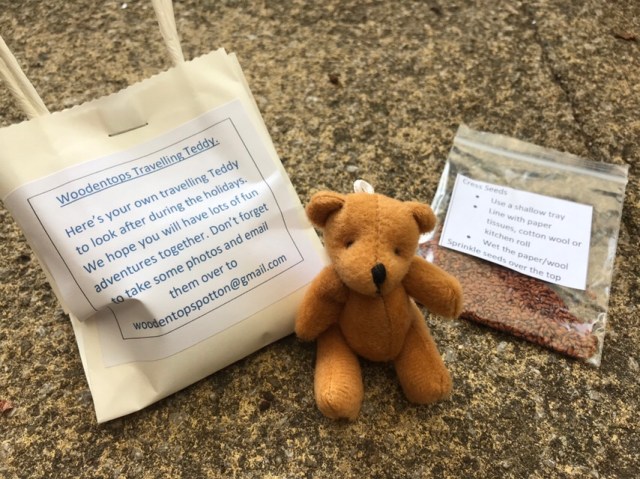 Woodentops Travelling Teddy.
Here's your own travelling Teddy
to look after during the holidays.
We hope you will have lots of fun
adventures together. Don't forget
to take some photos and email
them over to
woodentopspotton@gmail.com
Cress Seeds
• Use a shallow tray
• Line with paper
tissues, cotton wool or
kitchen roll
• Wet the paper/wool
Sprinkle seeds over the top